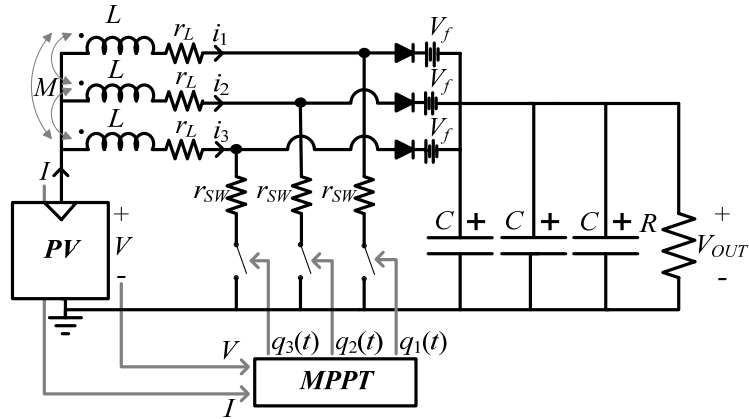 L
r_L
i_1
V_f
M
L
r_L
i_2
V_f
L
r_L
i_3
V_f
I
r_SW
r_SW
r_SW
PV
+
V
-
C +
C +
C +
R
+
V_OUT
-
q_3(t)
q_2(t)
q_1(t)
V
MPPT
I